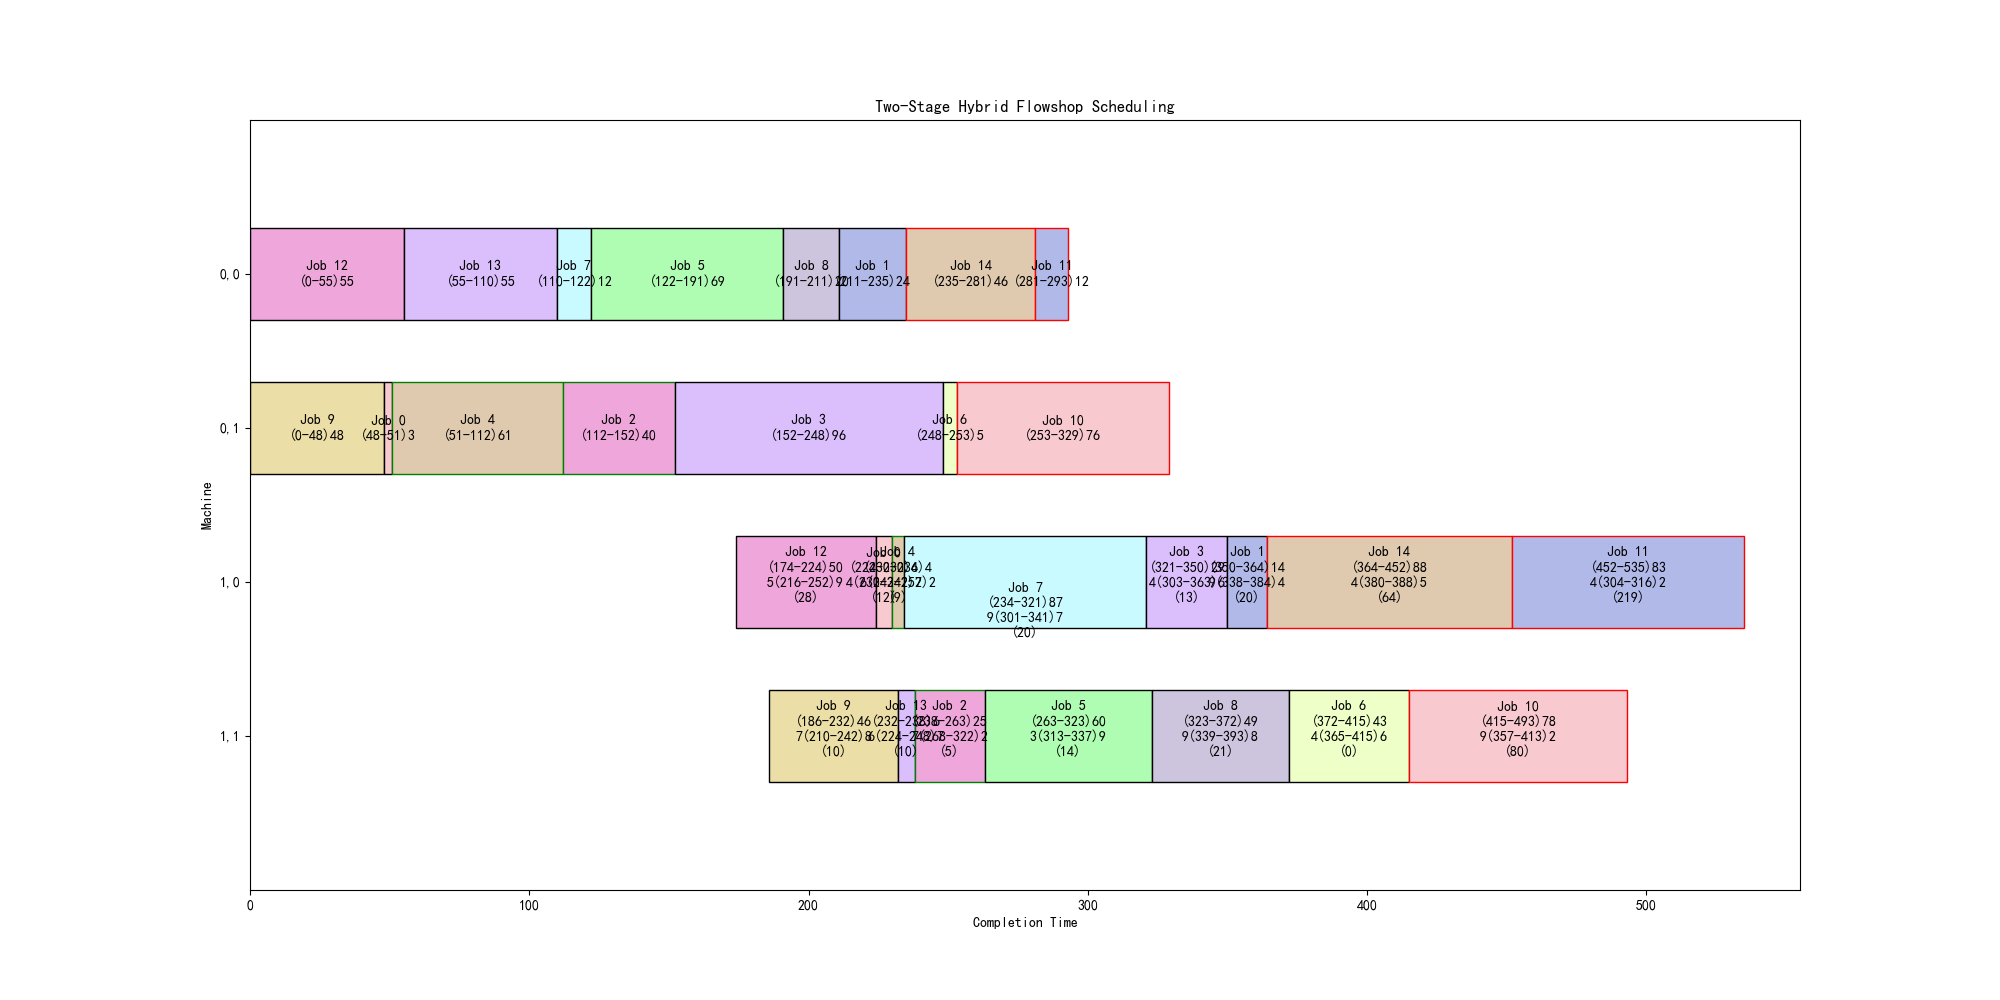 Two-Stage Hybrid Flowshop Scheduling
0,0
Job 12
(0-55)55
Job 13
(55-110)55
Job 7
(110-122)12
Job 5
(122-191)69
Job 8
(191-211)20
Job 1
(211-235)24
Job 14
(235-281)46
Job 11
(281-293)12
0,1
Job 9
(0-48)48
Job 0
(48-51)3
Job 4
(51-112)61
Job 2
(112-152)40
Job 3
(152-248)96
Job 6
(248-253)5
Job 10
(253-329)76
Machine
1,0
Job 12
(174-224)50
5(216-252)9
(28)
Job 0
(12)
Job 4
(9)
Job 7
(234-321)87
9(301-341)7
(20)
Job 3
(321-350)29
4(303-363)6
(13)
Job 1
(350-364)14
9(338-384)4
(20)
Job 14
(364-452)88
4(380-388)5
(64)
Job 11
(452-535)83
4(304-316)2
(219)
1,1
Job 9
(186-232)46
7(210-242)8
(10)
Job 13
(232-238)6
(10)
Job 2
(238-263)25
(5)
Job 5
(263-323)60
3(313-337)9
(14)
Job 8
(323-372)49
9(339-393)8
(21)
Job 6
(372-415)43
4(365-415)6
(0)
Job 10
(415-493)78
9(357-413)2
(80)
0
100
200
300
400
500
Completion Time